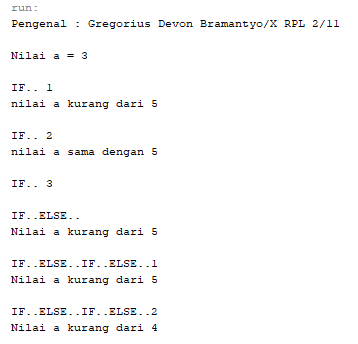 run:
Pengenal : Gregorius Devon Bramantyo/X RPL 2/11
Nilai a = 3
IF.. 1
nilai a kurang dari 5
IF.. 2
nilai a sama dengan 5
IF.. 3
IF..ELSE..
Nilai a kurang dari 5
IF..ELSE..IF..ELSE..1
Nilai a kurang dari 5
IF..ELSE..IF..ELSE..2
Nilai a kurang dari 4